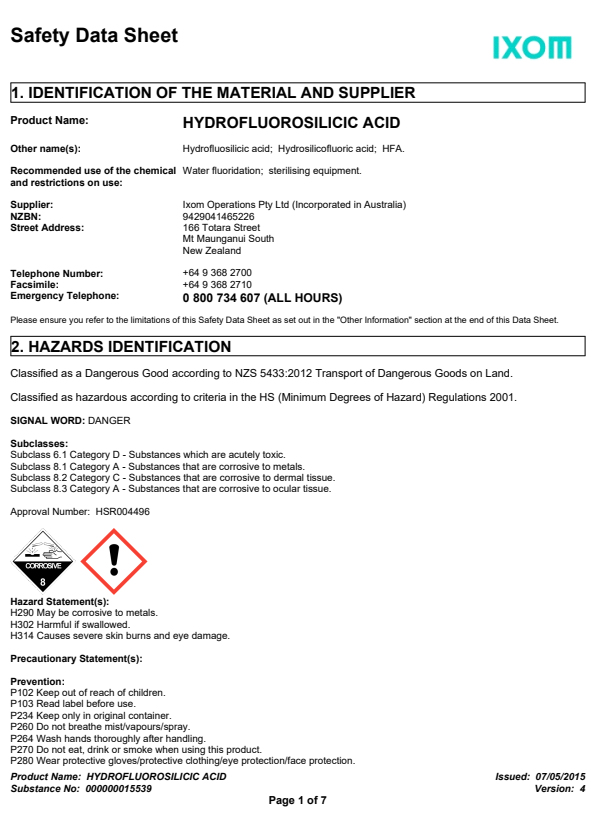 Safety Data Sheet
IXOM
1. IDENTIFICATION OF THE MATERIAL AND SUPPLIER
Product Name: HYDROFLUOROSILICIC ACID
Other name(s): Hydrofluosilicic acid; Hydrosilicofluoric acid; HFA.
Recommended use of the chemical Water fluoridation; sterilising equipment.
and restrictions on use:
Supplier: Ixom Operations Pty Ltd (Incorporated in Australia)
NZBN: 9429041465226
Street Address: 166 Totara Street
Mt Maunganui South
New Zealand
Telephone Number: +64 9 368 2700
Facsimile: +64 9 368 2710
Emergency Telephone: 0 800 734 607 (ALL HOURS)
Please ensure you refer to the limitations of this Safety Data Sheet as set out in the "Other Information" section at the end of this Data Sheet.
2. HAZARDS IDENTIFICATION
Classified as a Dangerous Good according to NZS 5433:2012 Transport of Dangerous Goods on Land.
Classified as hazardous according to criteria in the HS (Minimum Degrees of Hazard) Regulations 2001.
SIGNAL WORD: DANGER
Subclasses:
Subclass 6.1 Category D - Substances which are acutely toxic.
Subclass 8.1 Category A - Substances that are corrosive to metals.
Subclass 8.2 Category C - Substances that are corrosive to dermal tissue.
Subclass 8.3 Category A - Substances that are corrosive to ocular tissue.
Approval Number: HSR004496
CORROSIVE
8
Hazard Statement(s):
H290 May be corrosive to metals.
H302 Harmful if swallowed.
H314 Causes severe skin burns and eye damage.
Precautionary Statement(s):
Prevention:
P102 Keep out of reach of children.
P103 Read label before use.
P234 Keep only in original container.
P260 Do not breathe mist/vapours/spray.
P264 Wash hands thoroughly after handling.
P270 Do not eat, drink or smoke when using this product.
P280 Wear protective gloves/protective clothing/eye protection/face protection.
Product Name: HYDROFLUOROSILICIC ACID Issued: 07/05/2015
Substance No: 000000015539 Version: 4
Page 1 of 7